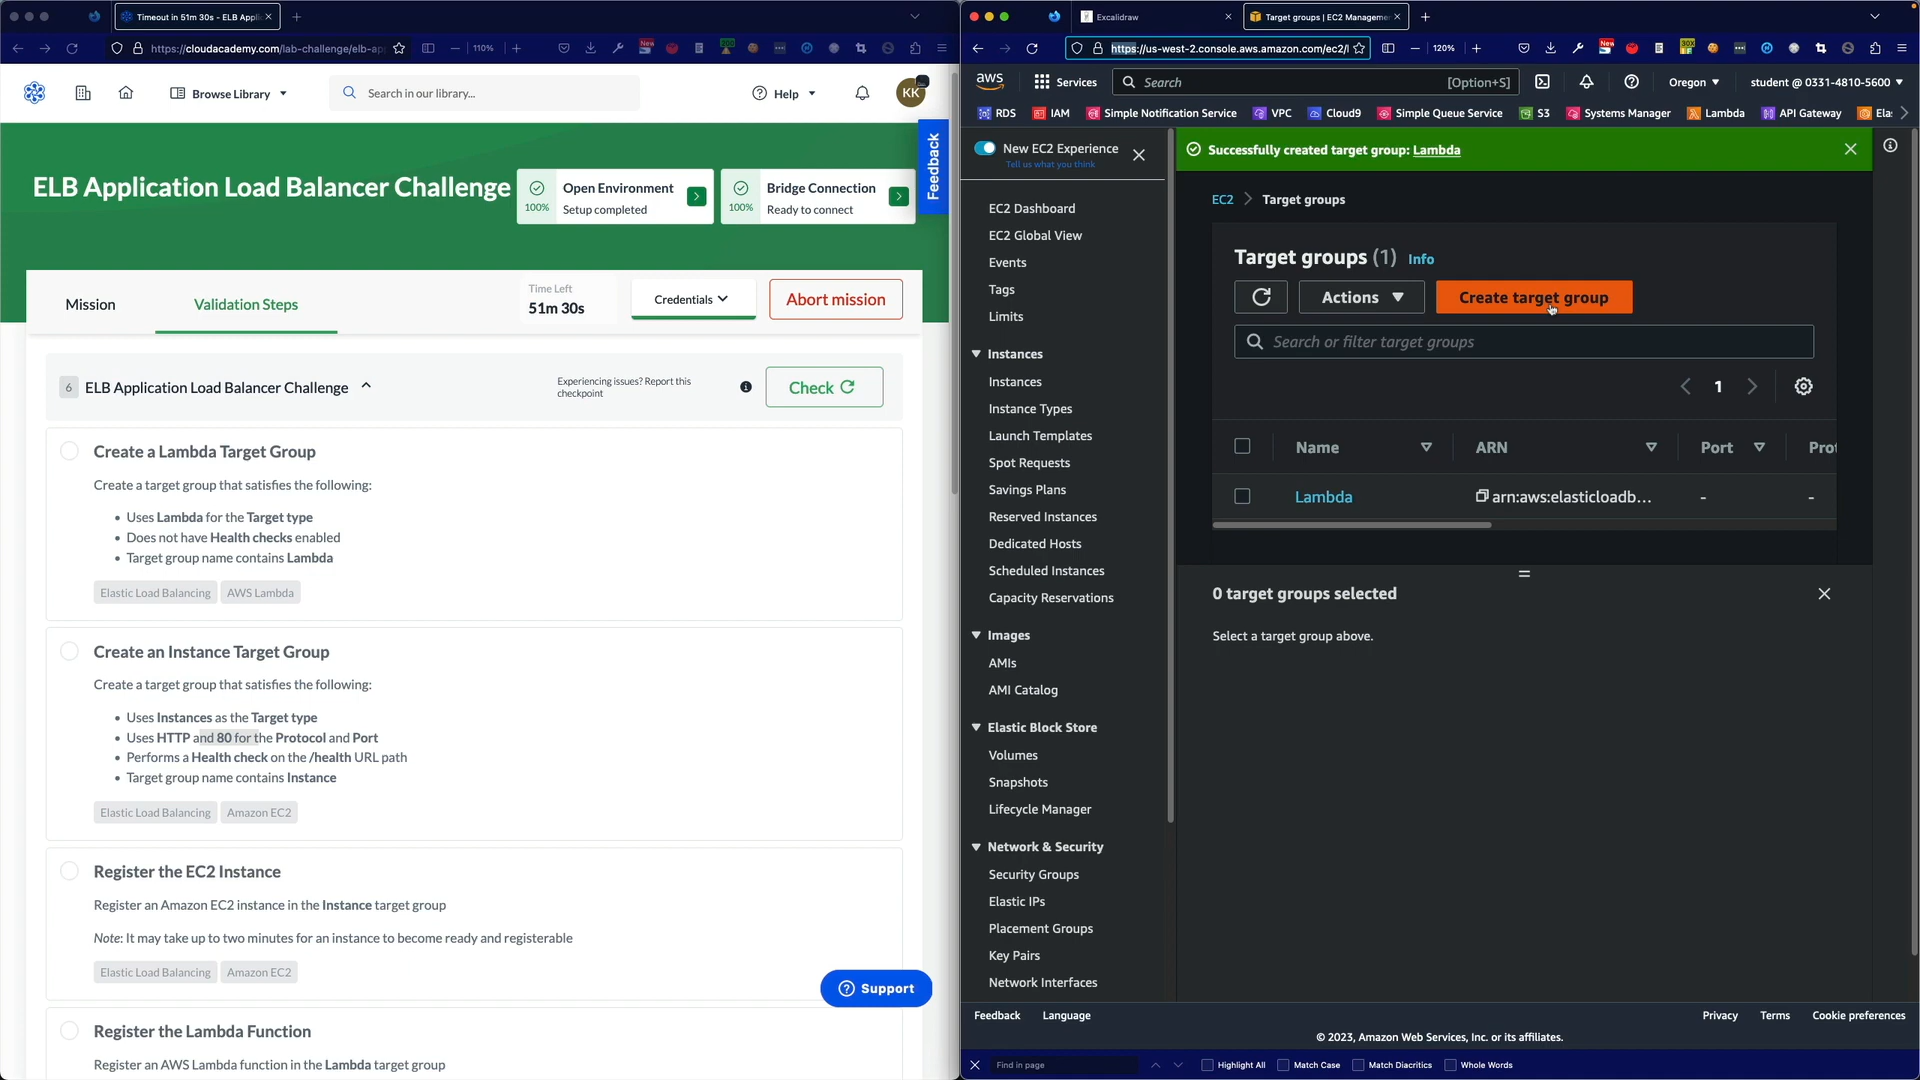 Timeout in 51m 30s - ELB Appli
https://cloudacademy.com/lab-challenge/elb-ap
110%
Browse Library
Search in our library...
Help
KK
Feedback
ELB Application Load Balancer Challenge
100%
Open Environment
Setup completed
100%
Bridge Connection
Ready to connect
Mission
Validation Steps
Time Left
51m 30s
Credentials
Abort mission
6
ELB Application Load Balancer Challenge
Experiencing issues? Report this
checkpoint
Check
Create a Lambda Target Group
Create a target group that satisfies the following:
• Uses Lambda for the Target type
• Does not have Health checks enabled
• Target group name contains Lambda
Elastic Load Balancing
AWS Lambda
Create an Instance Target Group
Create a target group that satisfies the following:
• Uses Instances as the Target type
• Uses HTTP and 80 for the Protocol and Port
• Performs a Health check on the /health URL path
• Target group name contains Instance
Elastic Load Balancing
Amazon EC2
Register the EC2 Instance
Register an Amazon EC2 instance in the Instance target group
Note: It may take up to two minutes for an instance to become ready and registerable
Elastic Load Balancing
Amazon EC2
Support
Register the Lambda Function
Register an AWS Lambda function in the Lambda target group
Excalidraw
Target groups | EC2 Manageme
https://us-west-2.console.aws.amazon.com/ec2/
120%
aws
Services
Search
[Option+S]
Oregon
student @ 0331-4810-5600
RDS
IAM
Simple Notification Service
VPC
Cloud9
Simple Queue Service
S3
Systems Manager
Lambda
API Gateway
Ela
New EC2 Experience
Tell us what you think
EC2 Dashboard
EC2 Global View
Events
Tags
Limits
Instances
Instances
Instance Types
Launch Templates
Spot Requests
Savings Plans
Reserved Instances
Dedicated Hosts
Scheduled Instances
Capacity Reservations
Images
AMIs
AMI Catalog
Elastic Block Store
Volumes
Snapshots
Lifecycle Manager
Network & Security
Security Groups
Elastic IPs
Placement Groups
Key Pairs
Network Interfaces
Successfully created target group: Lambda
EC2
Target groups
Target groups (1) Info
Actions
Create target group
Search or filter target groups
1
Name
ARN
Port
Prot
Lambda
arn:aws:elasticloadb...
-
-
0 target groups selected
Select a target group above.
Feedback
Language
Privacy
Terms
Cookie preferences
© 2023, Amazon Web Services, Inc. or its affiliates.
Find in page
Highlight All
Match Case
Match Diacritics
Whole Words